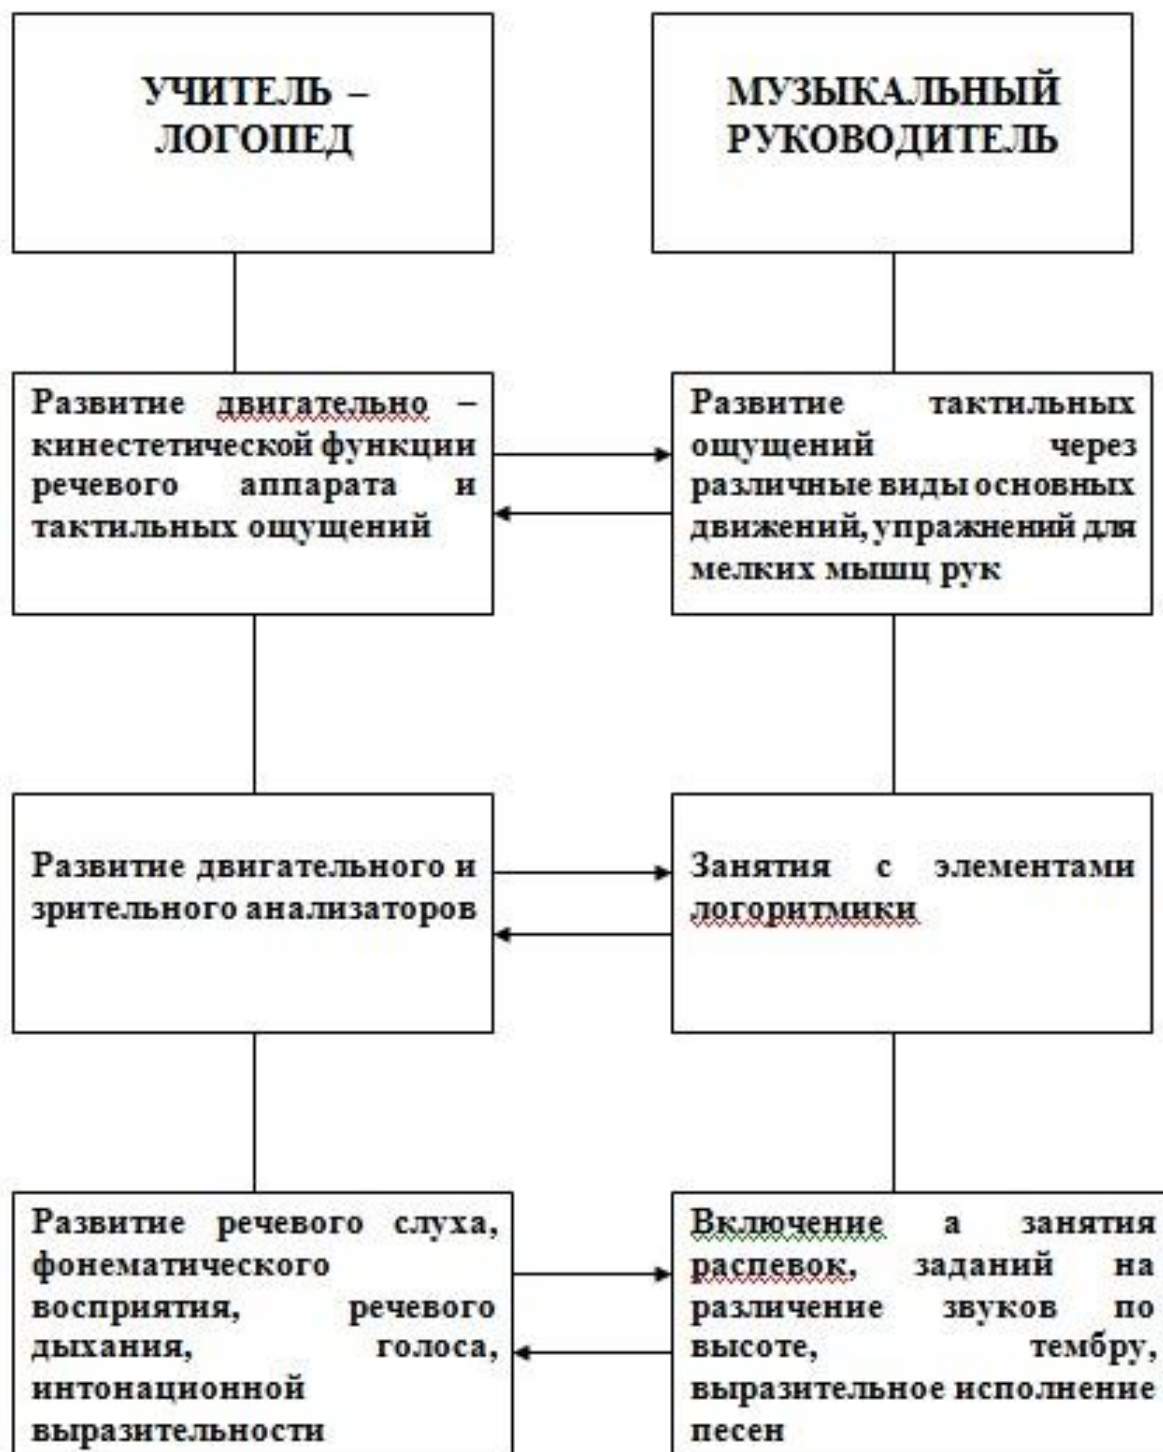 УЧИТЕЛЬ –
ЛОГОПЕД
МУЗЫКАЛЬНЫЙ
РУКОВОДИТЕЛЬ
Развитие двигательно –
кинестетической функции
речевого аппарата и
тактильных ощущений
Развитие тактильных
ощущений через
различные виды основных
движений, упражнений для
мелких мышц рук
Развитие двигательного и
зрительного анализаторов
Занятия с элементами
логоритмики
Развитие речевого слуха,
фонематического
восприятия, речевого
дыхания, голоса,
интонационной
выразительности
Включение а занятия
распевок, заданий на
различение звуков по
высоте, тембру,
выразительное исполнение
песен